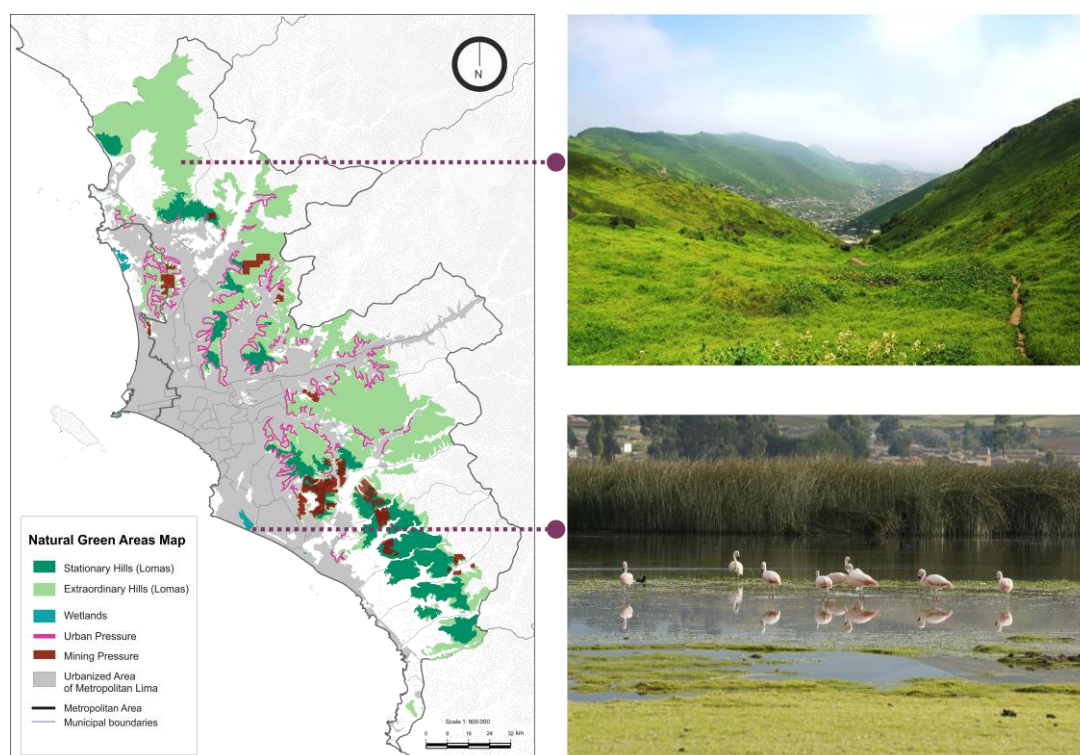 N
Natural Green Areas Map
Stationary Hills (Lomas)
Extraordinary Hills (Lomas)
Wetlands
Urban Pressure
Mining Pressure
Urbanized Area
of Metropolitan Lima
Metropolitan Area
Municipal boundaries
Scale 1: 800 000
0 4 8 16 24 32 km